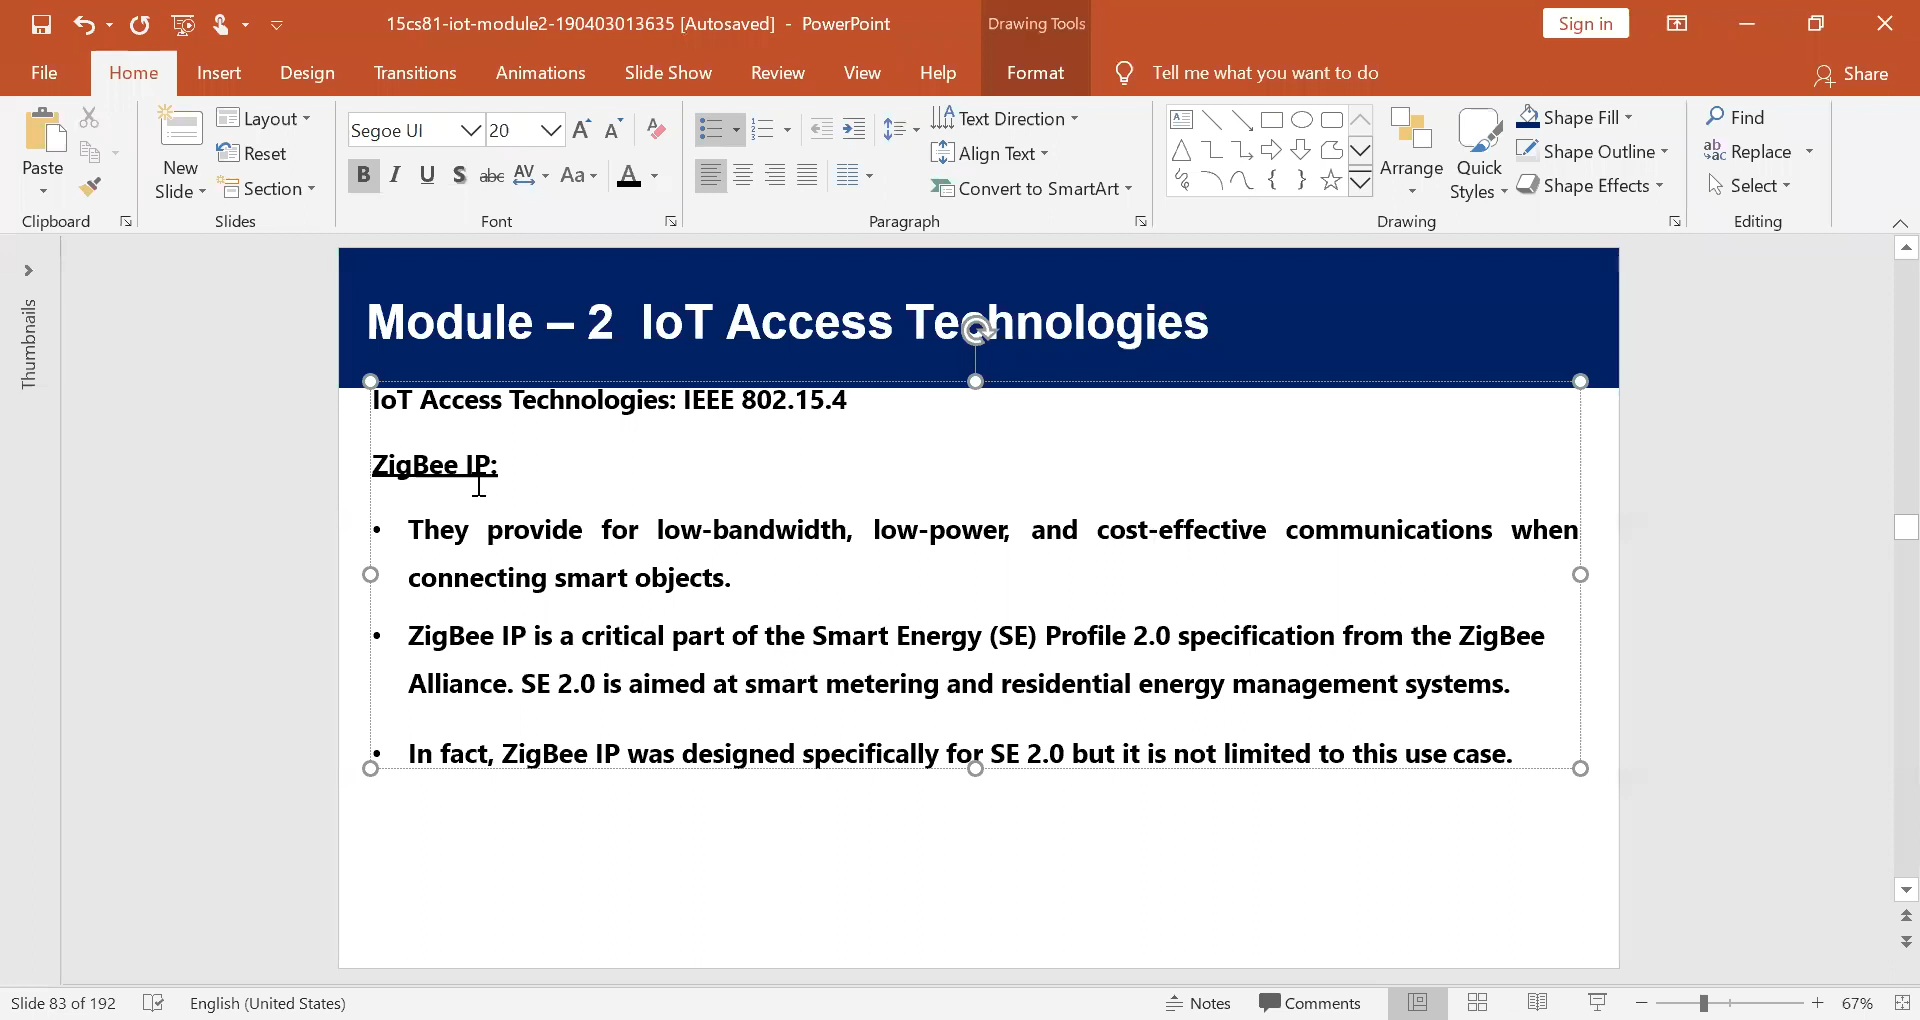 15cs81-iot-module2-190403013635 [Autosaved] - PowerPoint
Drawing Tools
Sign in
File Home Insert Design Transitions Animations Slide Show Review View Help Format Tell me what you want to do Share
Paste
Clipboard
New Slide
Layout
Reset
Section
Slides
Segoe UI 20
B I U S abc AV Aa A
Font
Text Direction
Align Text
Convert to SmartArt
Paragraph
Arrange
Quick Styles
Shape Fill
Shape Outline
Shape Effects
Drawing
Find
Replace
Select
Editing
Thumbnails
Module – 2 IoT Access Technologies
IoT Access Technologies: IEEE 802.15.4
ZigBee IP:
• They provide for low-bandwidth, low-power, and cost-effective communications when
connecting smart objects.
• ZigBee IP is a critical part of the Smart Energy (SE) Profile 2.0 specification from the ZigBee
Alliance. SE 2.0 is aimed at smart metering and residential energy management systems.
• In fact, ZigBee IP was designed specifically for SE 2.0 but it is not limited to this use case.
Slide 83 of 192 English (United States) Notes Comments 67%